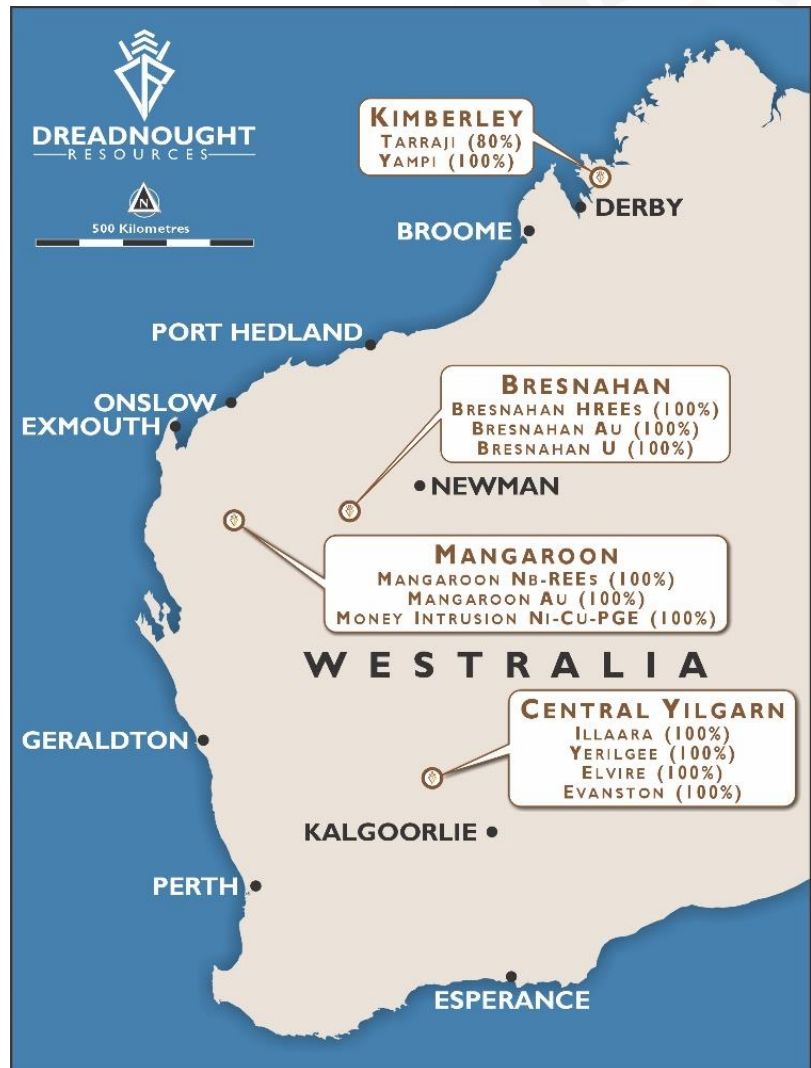 DREADNOUGHT
RESOURCES
N
500 Kilometres
KIMBERLEY
TARRAJI (80%)
YAMPI (100%)
DERBY
BROOME
PORT HEDLAND
ONSLOW
EXMOUTH
BRESNAHAN
BRESNAHAN HREES (100%)
BRESNAHAN AU (100%)
BRESNAHAN U (100%)
NEWMAN
MANGAROON
MANGAROON NB-REES (100%)
MANGAROON AU (100%)
MONEY INTRUSION NI-CU-PGE (100%)
WESTRALIA
CENTRAL YILGARN
ILLAARA (100%)
YERILGEE (100%)
ELVIRE (100%)
EVANSTON (100%)
GERALDTON
KALGOORLIE
PERTH
ESPERANCE